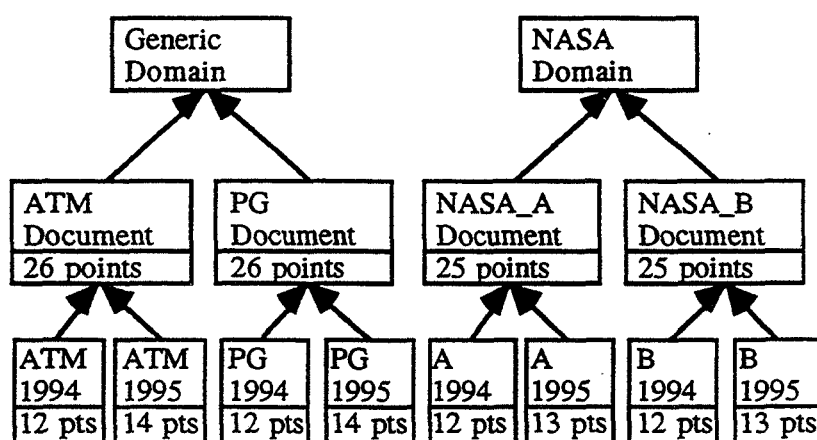 Generic
Domain
NASA
Domain
ATM
Document
26 points
PG
Document
26 points
NASA_A
Document
25 points
NASA_B
Document
25 points
ATM
1994
12 pts
ATM
1995
14 pts
PG
1994
12 pts
PG
1995
14 pts
A
1994
12 pts
A
1995
13 pts
B
1994
12 pts
B
1995
13 pts